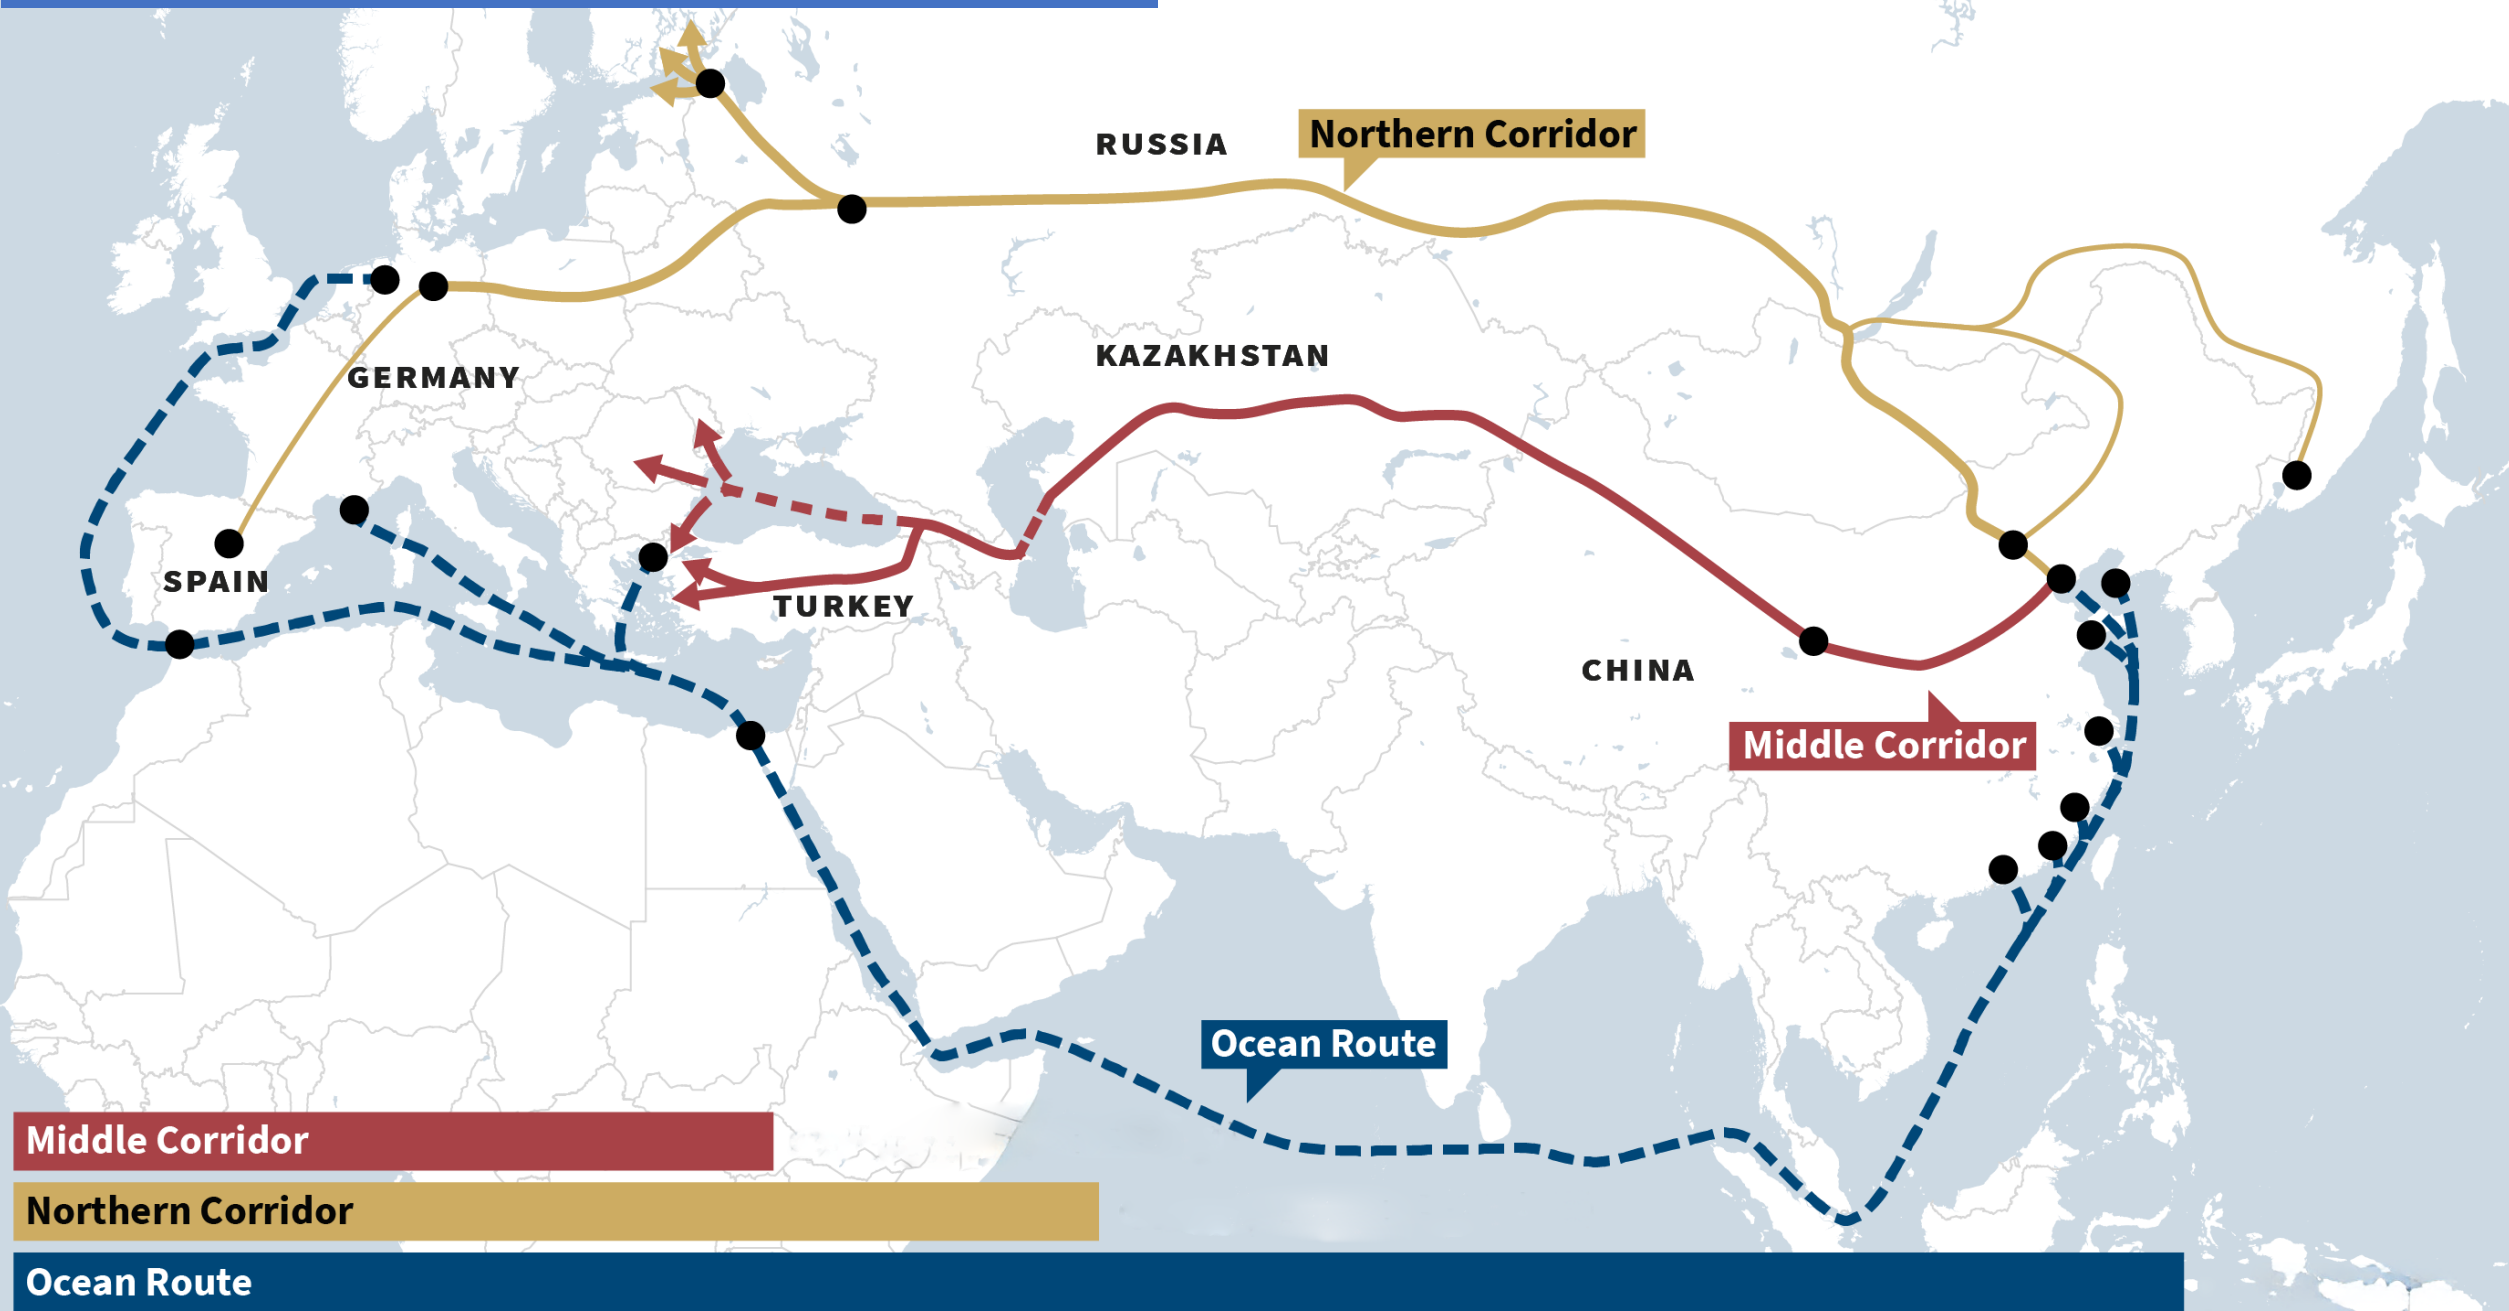 RUSSIA
Northern Corridor
KAZAKHSTAN
GERMANY
SPAIN
TURKEY
CHINA
Middle Corridor
Ocean Route
Middle Corridor
Northern Corridor
Ocean Route